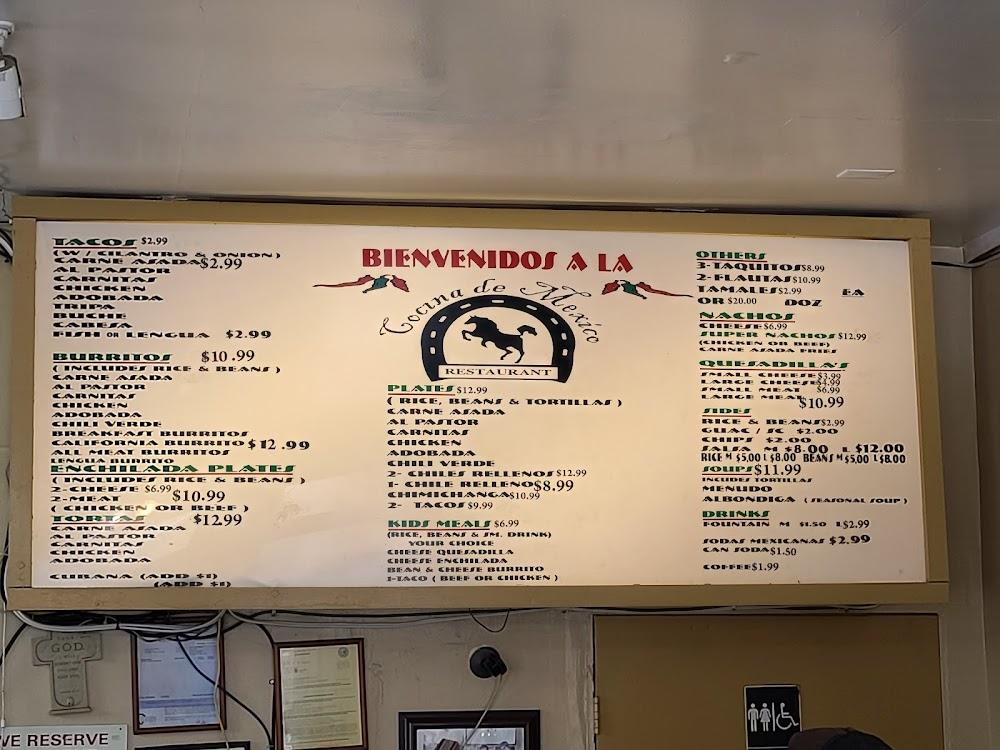 TACOS $2.99
(W / CILANTRO & ONION)
CARNE ASADA $2.99
AL PASTOR
CARNITAS
CHICKEN
ADOBADA
TRIPA
BUCHE
CABESA
FISH OR LENGUA $2.99
BURRITOS $10.99
(INCLUDES RICE & BEANS)
CARNE ASADA
AL PASTOR
CARNITAS
CHICKEN
ADOBADA
CHILI VERDE
BREAKFAST BURRITOS
CALIFORNIA BURRITO $12.99
ALL MEAT BURRITOS
LENGUA BURRITO
ENCHILADA PLATES
(INCLUDES RICE & BEANS)
2-CHEESE $6.99
2-MEAT $10.99
(CHICKEN OR BEEF)
TORTAS $12.99
CARNE ASADA
AL PASTOR
CARNITAS
CHICKEN
ADOBADA
CUBANA (ADD $1)
(ADD $1)
BIENVENIDOS A LA
Cocina de Mexico
RESTAURANT
PLATES $12.99
(RICE, BEANS & TORTILLAS)
CARNE ASADA
AL PASTOR
CARNITAS
CHICKEN
ADOBADA
CHILI VERDE
2- CHILES RELLENOS $12.99
1- CHILE RELLENO $8.99
CHIMICHANGA $10.99
2- TACOS $9.99
KIDS MEALS $6.99
(RICE, BEANS & SM. DRINK)
YOUR CHOICE
CHEESE QUESADILLA
CHEESE ENCHILADA
BEAN & CHEESE BURRITO
1-TACO (BEEF OR CHICKEN)
OTHERS
3-TAQUITOS $8.99
2-FLAUTAS $10.99
TAMALES $2.99 EA
OR $20.00 DOZ
NACHOS
CHEESE $6.99
SUPER NACHOS $12.99
(CHICKEN OR BEEF)
CARNE ASADA FRIES
QUESADILLA'S
SMALL CHEESE $3.99
LARGE CHEESE $4.99
SMALL MEAT $6.99
LARGE MEAT $10.99
SIDES
RICE & BEANS $2.99
GUAC / SC $2.00
CHIPS $2.00
SALSA M $8.00 L $12.00
RICE M $5.00 L $8.00 BEANS M $5.00 L $8.00
SOUPS $11.99
INCLUDES TORTILLAS
MENUDO
ALBONDIGA (SEASONAL SOUP)
DRINKS
FOUNTAIN M $1.50 L $2.99
SODAS MEXICANAS $2.99
CAN SODA $1.50
COFFEE $1.99
GOD
VE RESERVE